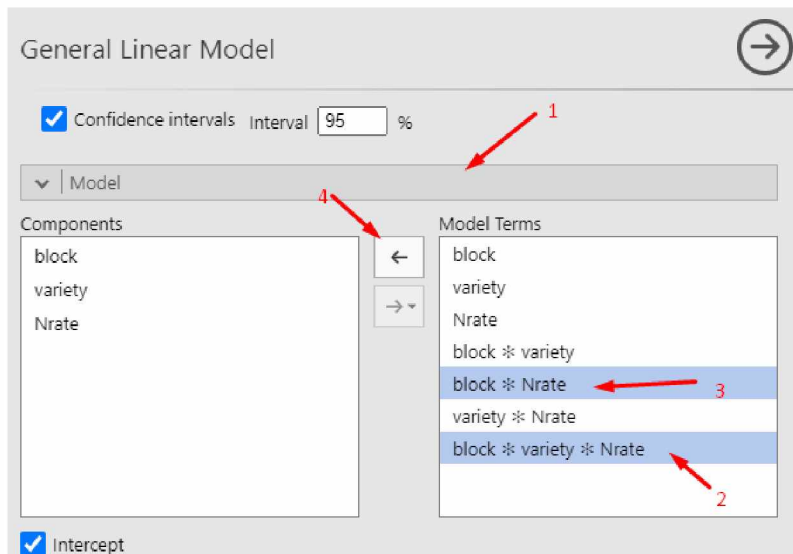 General Linear Model
Confidence intervals Interval 95 %
1
Model
4
Components
block
variety
Nrate
Model Terms
block
variety
Nrate
block * variety
block * Nrate
3
variety * Nrate
block * variety * Nrate
2
Intercept